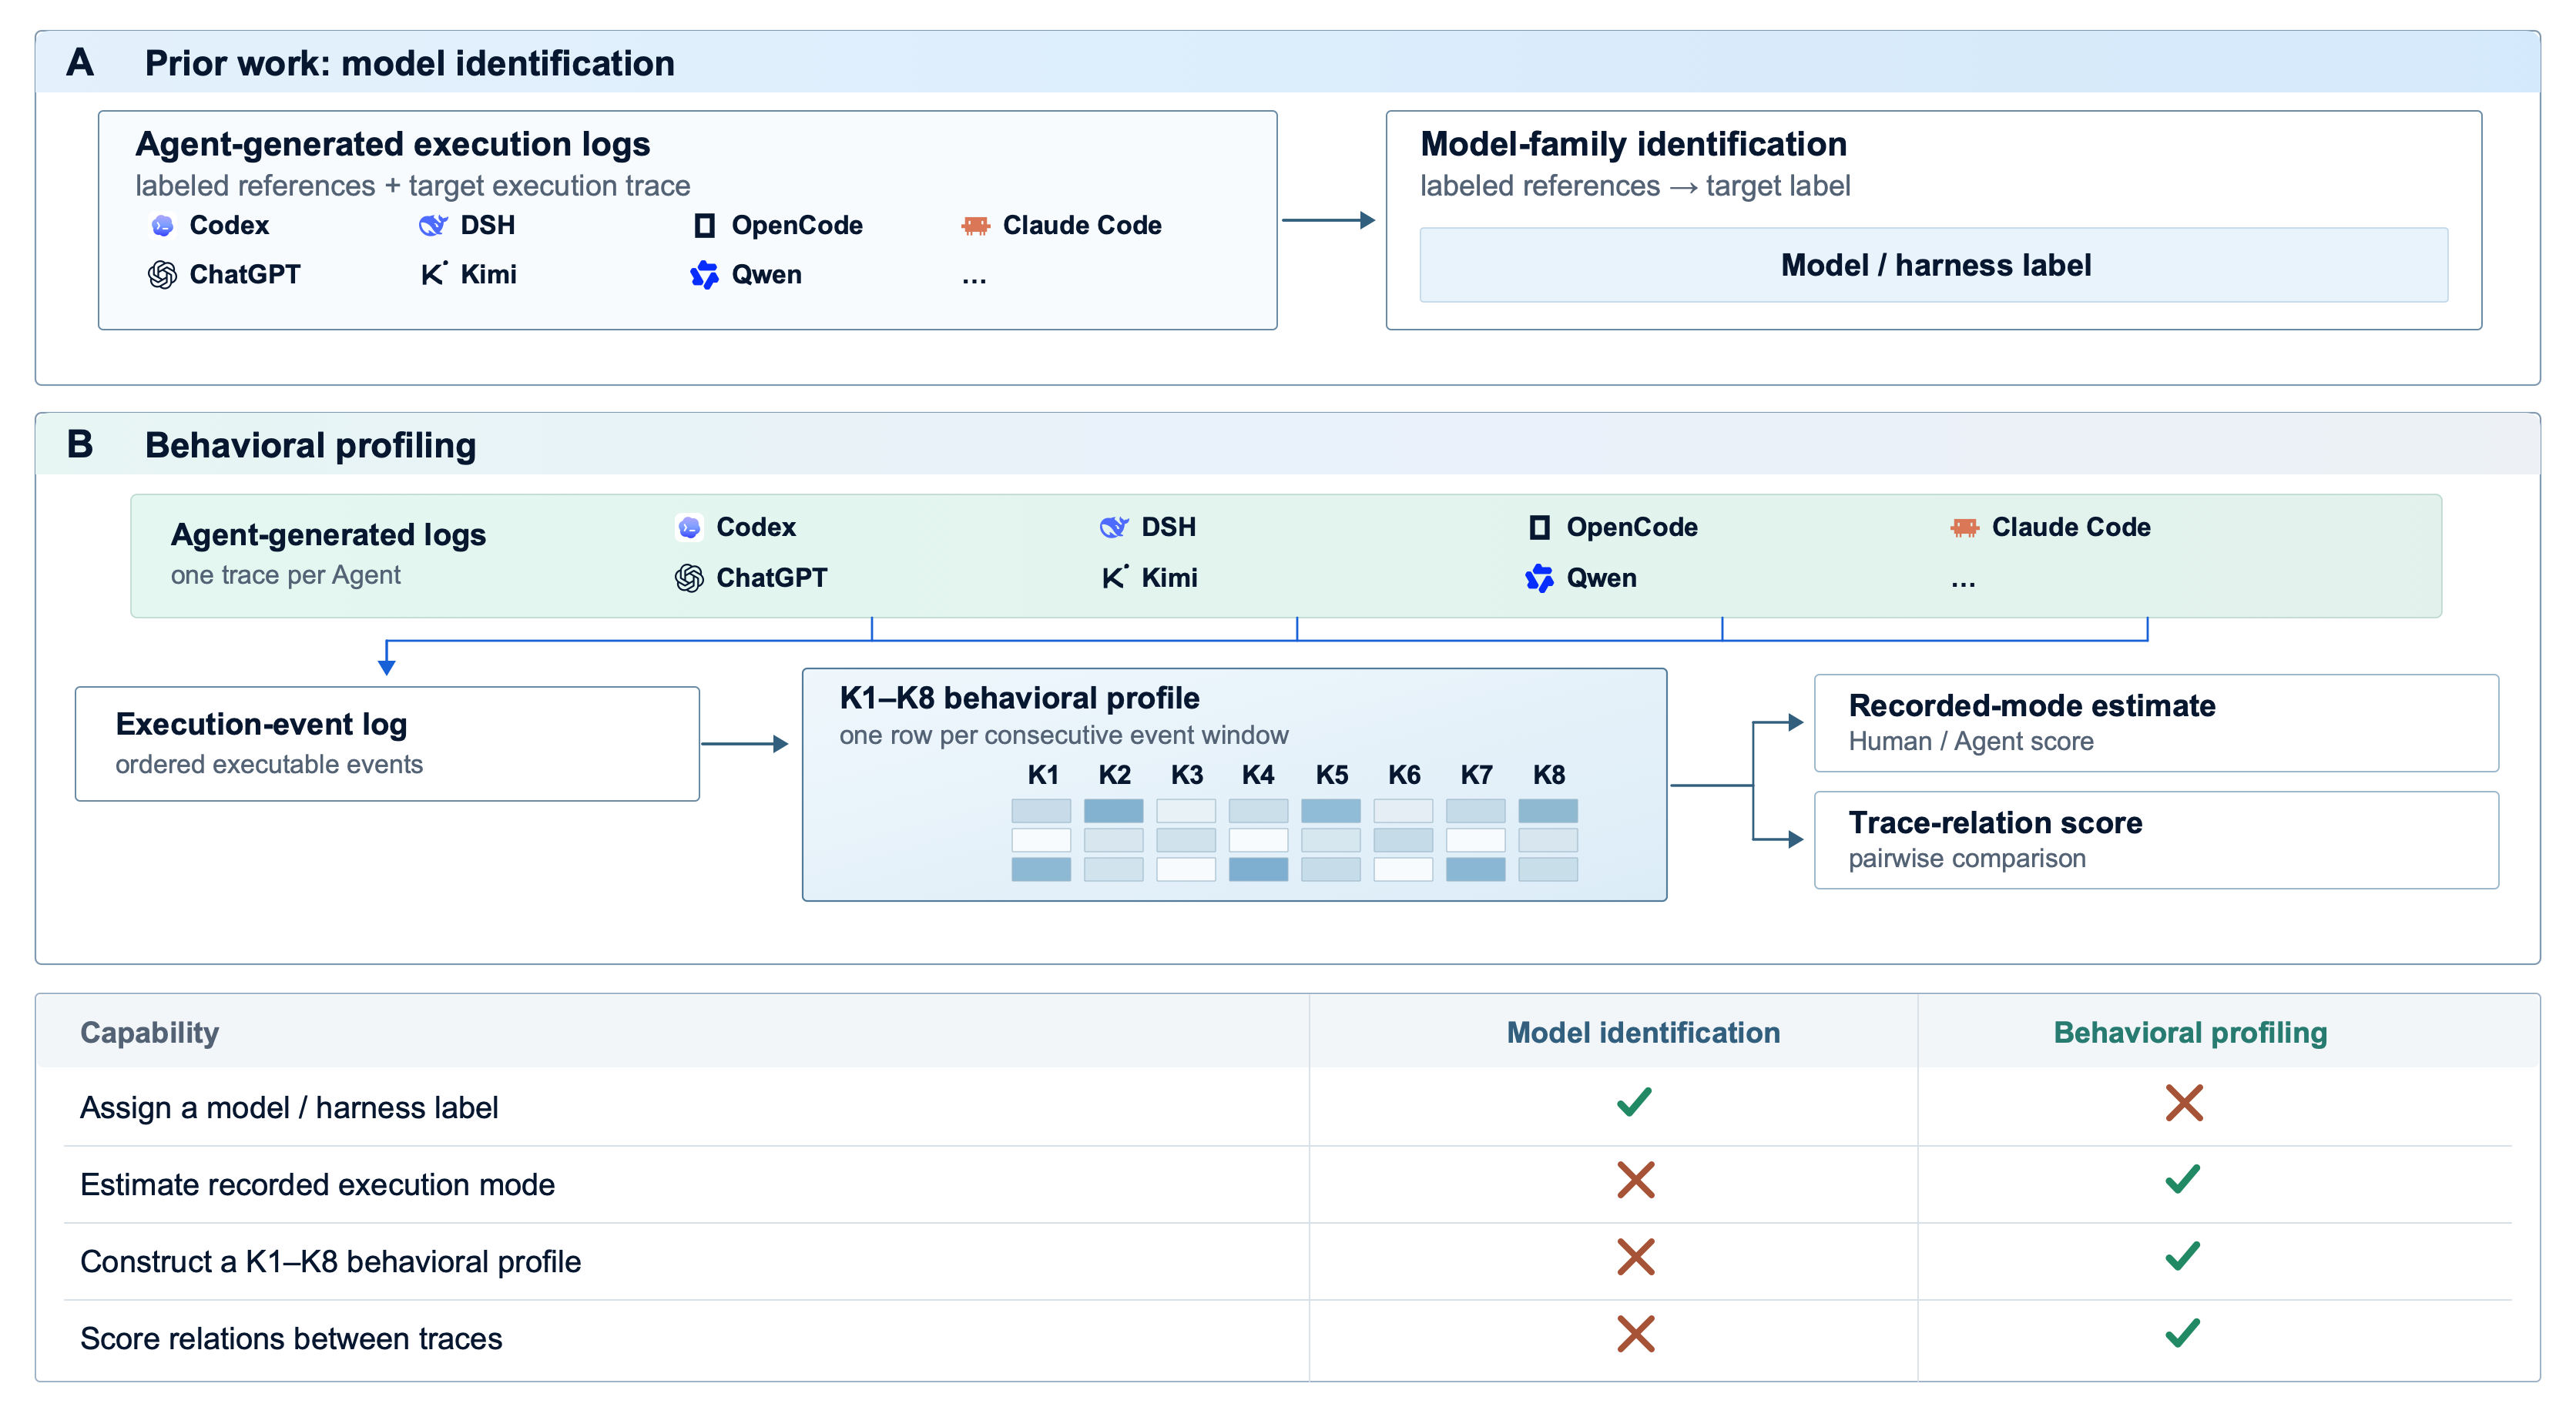 A Prior work: model identification
Agent-generated execution logs
labeled references + target execution trace
Codex DSH OpenCode Claude Code
ChatGPT Kimi Qwen ...
Model-family identification
labeled references → target label
Model / harness label
B Behavioral profiling
Agent-generated logs
one trace per Agent
Codex DSH OpenCode Claude Code
ChatGPT Kimi Qwen ...
Execution-event log
ordered executable events
K1–K8 behavioral profile
one row per consecutive event window
K1 K2 K3 K4 K5 K6 K7 K8
Recorded-mode estimate
Human / Agent score
Trace-relation score
pairwise comparison
Capability Model identification Behavioral profiling
Assign a model / harness label
Estimate recorded execution mode
Construct a K1–K8 behavioral profile
Score relations between traces